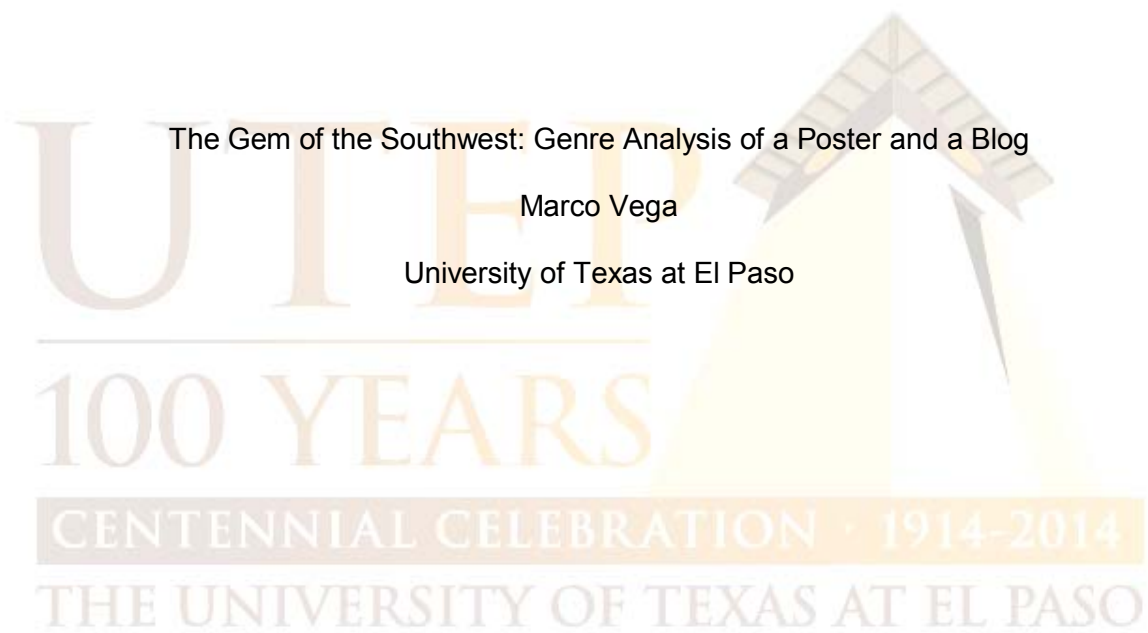 The Gem of the Southwest: Genre Analysis of a Poster and a Blog
Marco Vega
University of Texas at El Paso
UTEP
100 YEARS
CENTENNIAL CELEBRATION · 1914-2014
THE UNIVERSITY OF TEXAS AT EL PASO